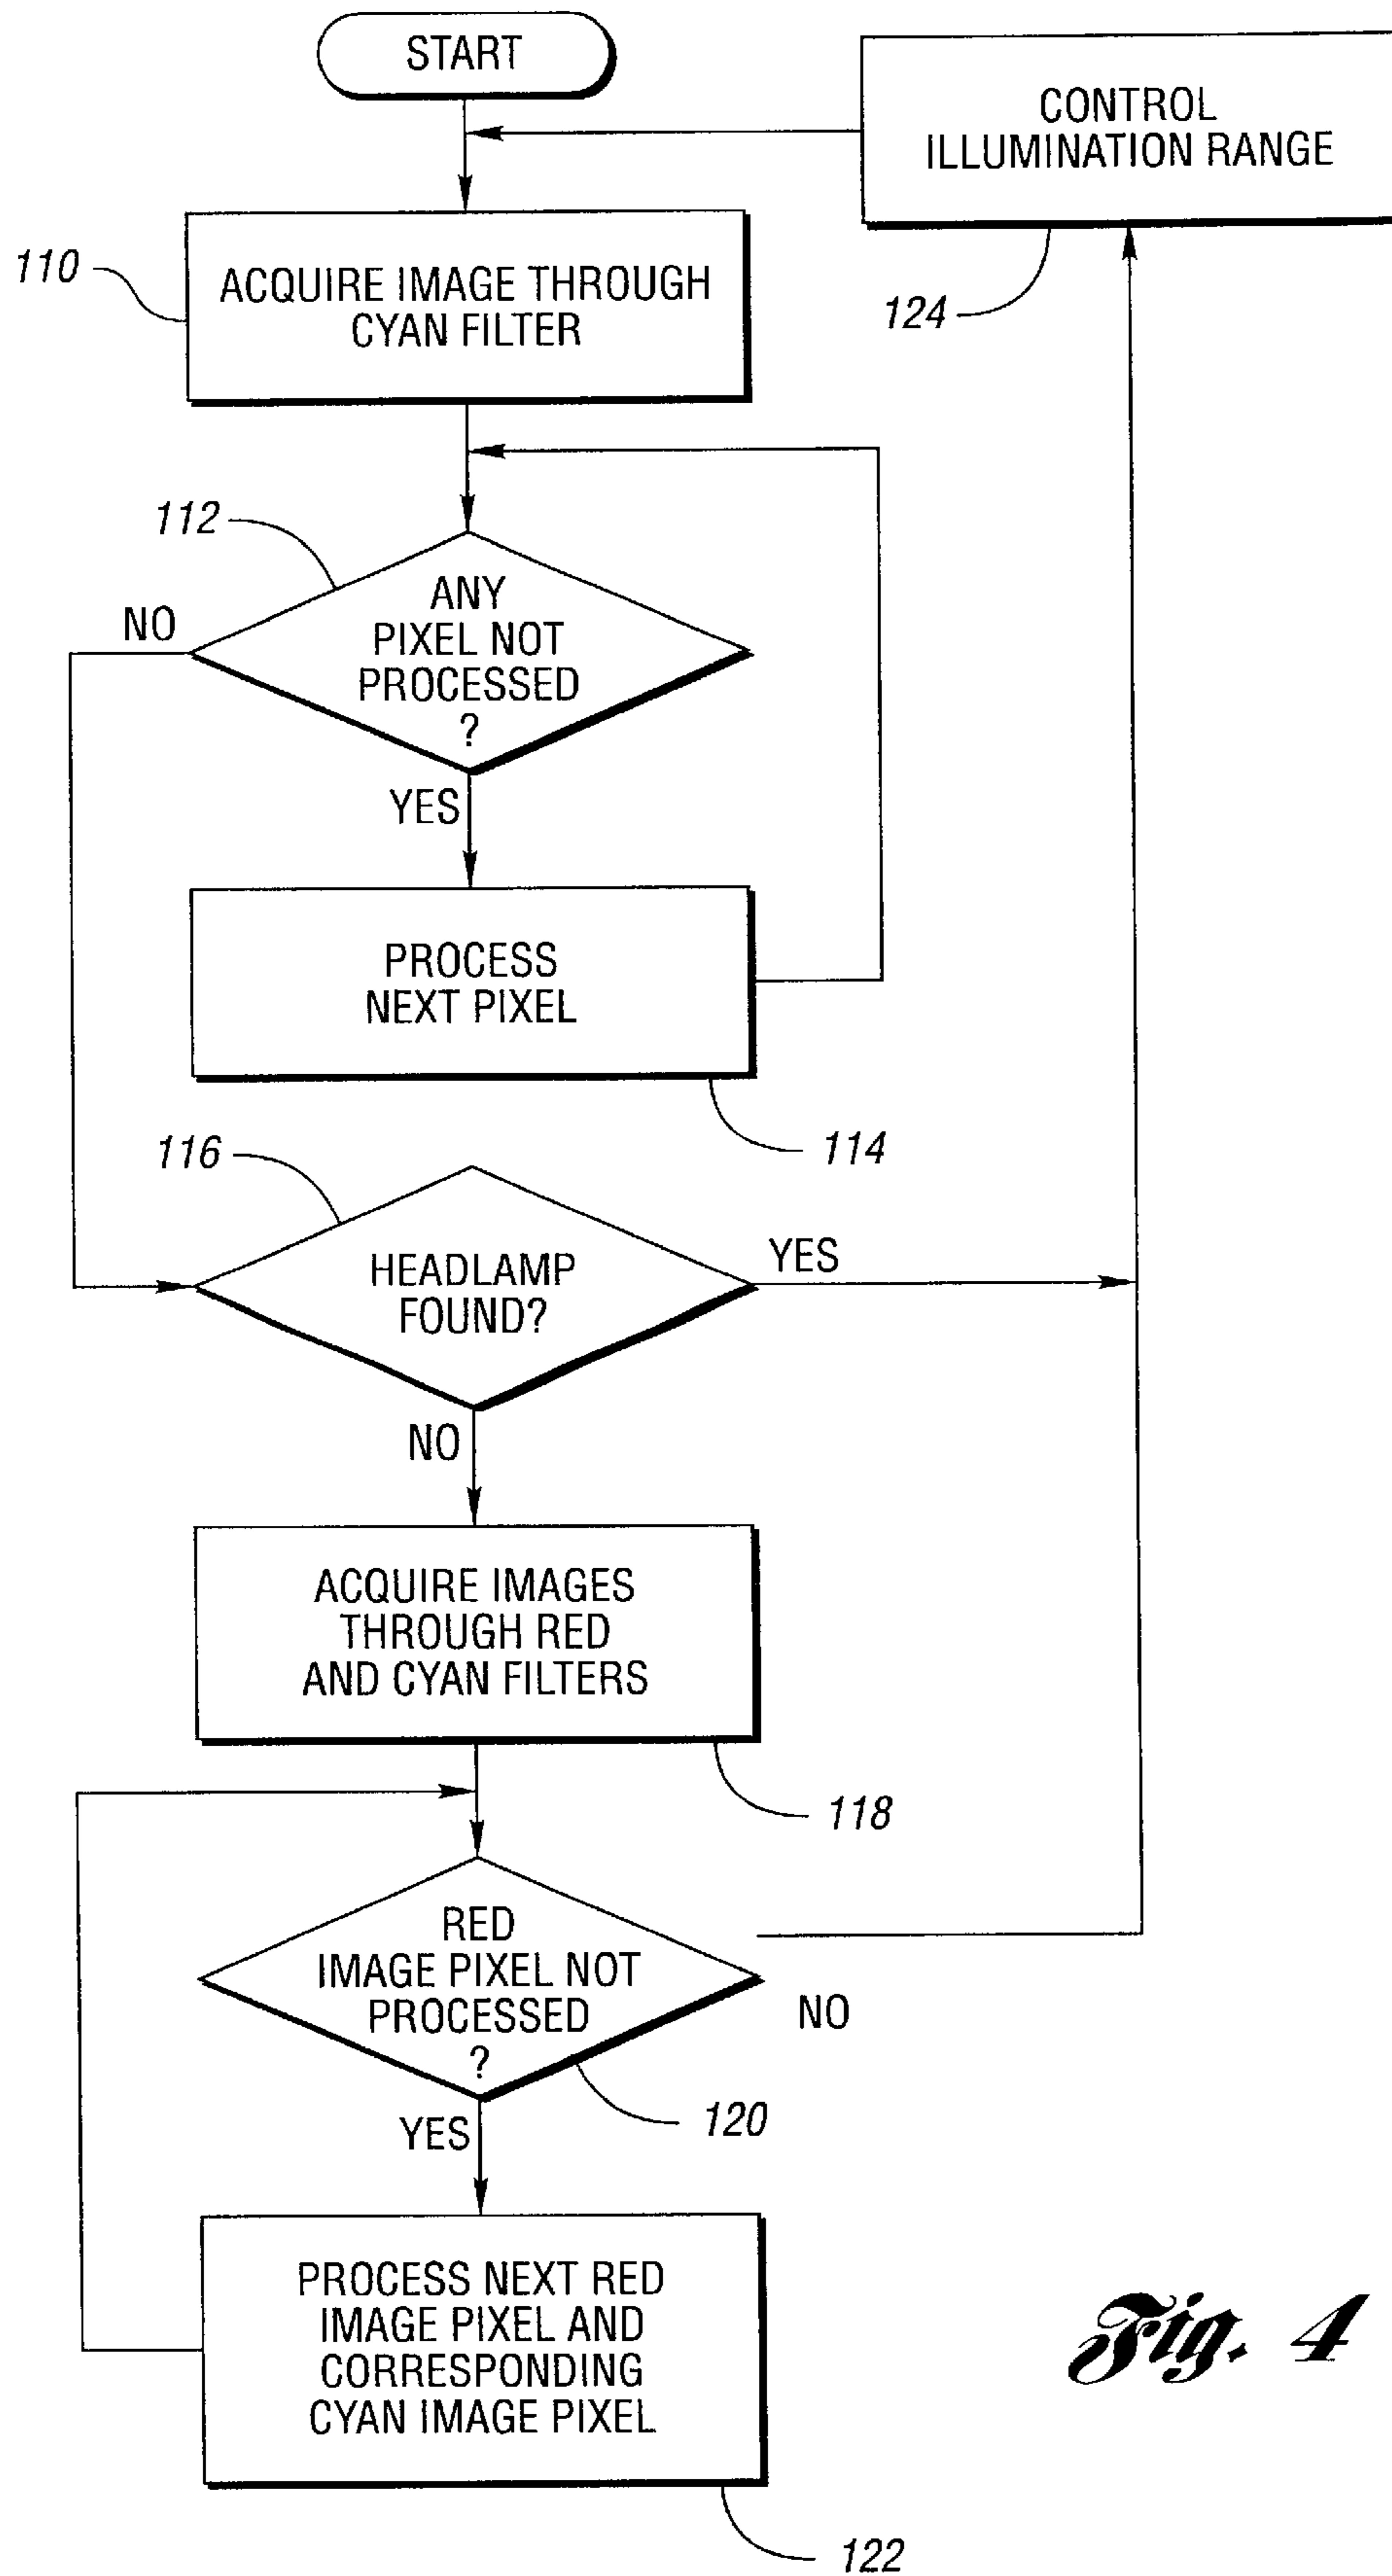 START
CONTROL
ILLUMINATION RANGE
124
110
ACQUIRE IMAGE THROUGH
CYAN FILTER
112
ANY
PIXEL NOT
PROCESSED
?
NO
YES
PROCESS
NEXT PIXEL
114
116
HEADLAMP
FOUND?
YES
NO
ACQUIRE IMAGES
THROUGH RED
AND CYAN FILTERS
118
RED
IMAGE PIXEL NOT
PROCESSED
?
NO
120
YES
PROCESS NEXT RED
IMAGE PIXEL AND
CORRESPONDING
CYAN IMAGE PIXEL
122
Fig. 4